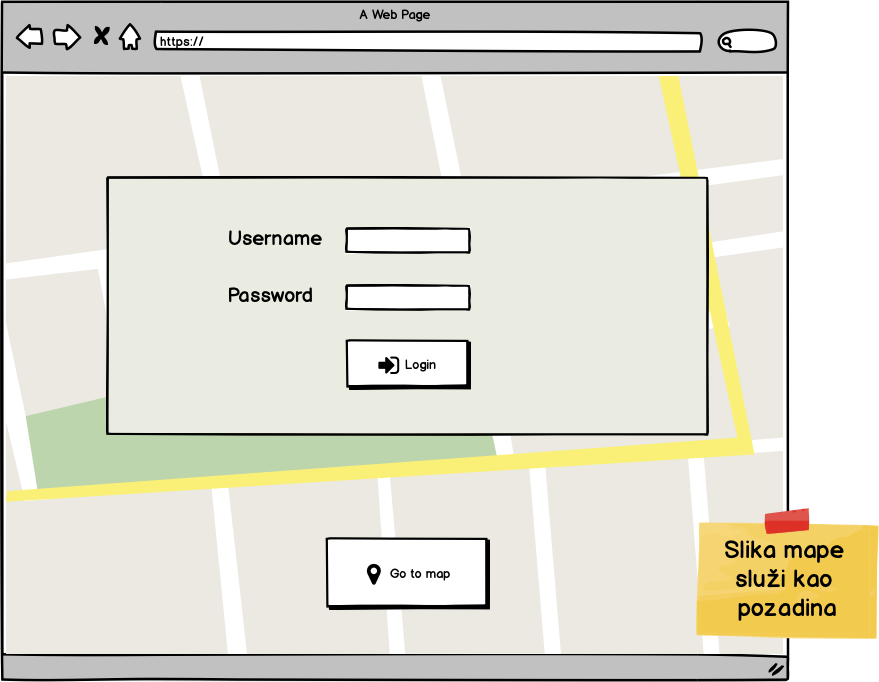 A Web Page
https://
Username
Password
Login
Go to map
Slika mape
služi kao
pozadina